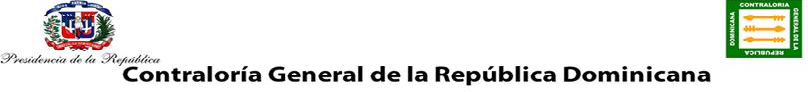 CONTRALORIA
GENERAL DE LA
REPUBLICA
DOMINICANA
Presidencia de la República
Contraloría General de la República Dominicana